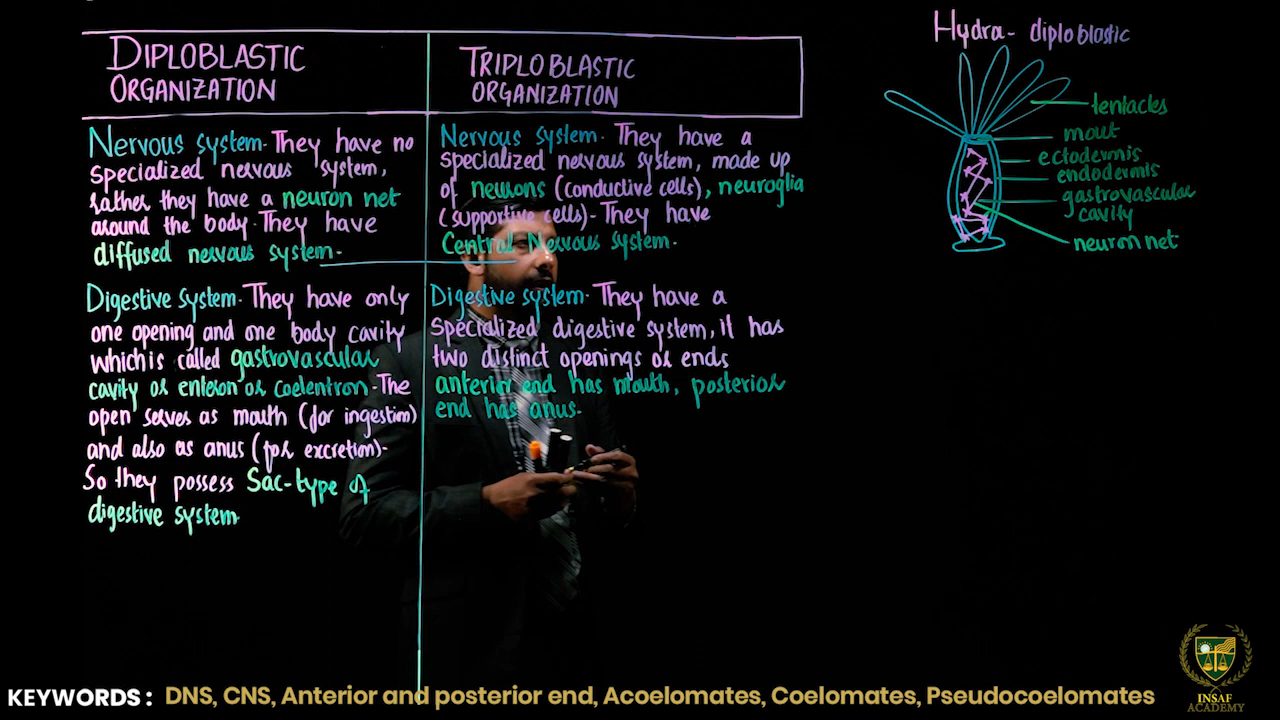 DIPLOBLASTIC
ORGANIZATION
Nervous system. They have no
specialized nervous system,
rather they have a neuron net
around the body. They have
diffused nervous system.
Digestive system. They have only
one opening and one body cavity
which is called gastrovascular
cavity or enteron or coelentron. The
open serves as mouth (for ingestion)
and also as anus (for excretion).
So they possess Sac-type of
digestive system
TRIPLOBLASTIC
ORGANIZATION
Nervous system. They have a
specialized nervous system, made up
of neurons (conductive cells), neuroglia
(supportive cells). They have
Central Nervous system.
Digestive system. They have a
specialized digestive system, it has
two distinct openings or ends
anterior end has mouth, posterior
end has anus.
Hydra - diploblastic
tentacles
mout
ectodermis
endodermis
gastrovascular
cavity
neuron net
KEYWORDS : DNS, CNS, Anterior and posterior end, Acoelomates, Coelomates, Pseudocoelomates
INSAF
ACADEMY